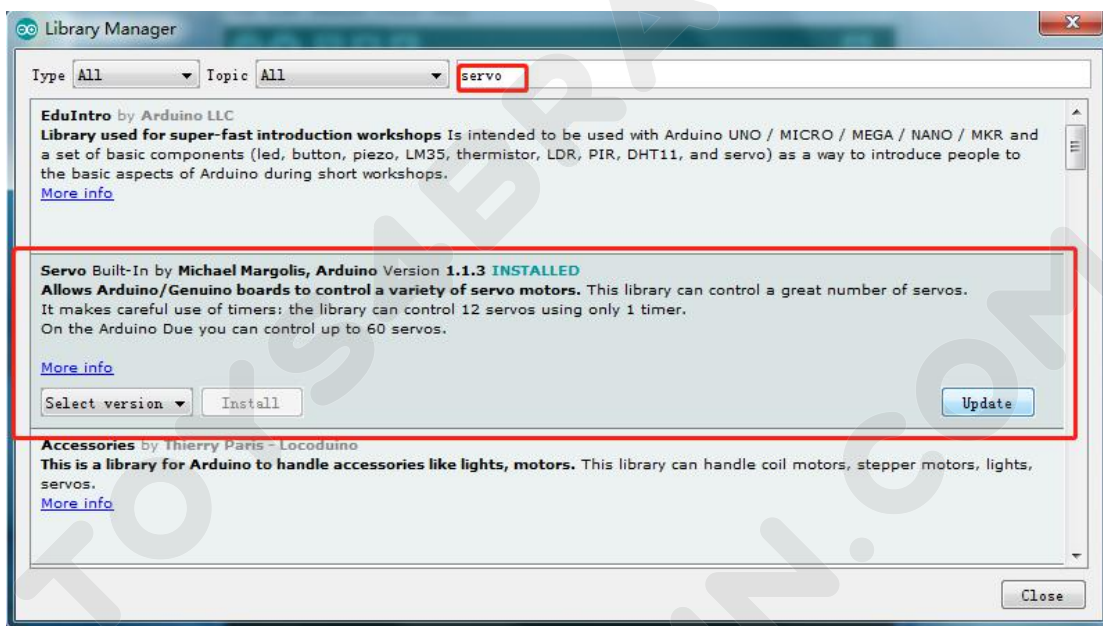 Library Manager
Type All Topic All servo
EduIntro by Arduino LLC
Library used for super-fast introduction workshops Is intended to be used with Arduino UNO / MICRO / MEGA / NANO / MKR and
a set of basic components (led, button, piezo, LM35, thermistor, LDR, PIR, DHT11, and servo) as a way to introduce people to
the basic aspects of Arduino during short workshops.
More info
Servo Built-In by Michael Margolis, Arduino Version 1.1.3 INSTALLED
Allows Arduino/Genuino boards to control a variety of servo motors. This library can control a great number of servos.
It makes careful use of timers: the library can control 12 servos using only 1 timer.
On the Arduino Due you can control up to 60 servos.
More info
Select version Install Update
Accessories by Thierry Paris - Locoduino
This is a library for Arduino to handle accessories like lights, motors. This library can handle coil motors, stepper motors, lights,
servos.
More info
Close